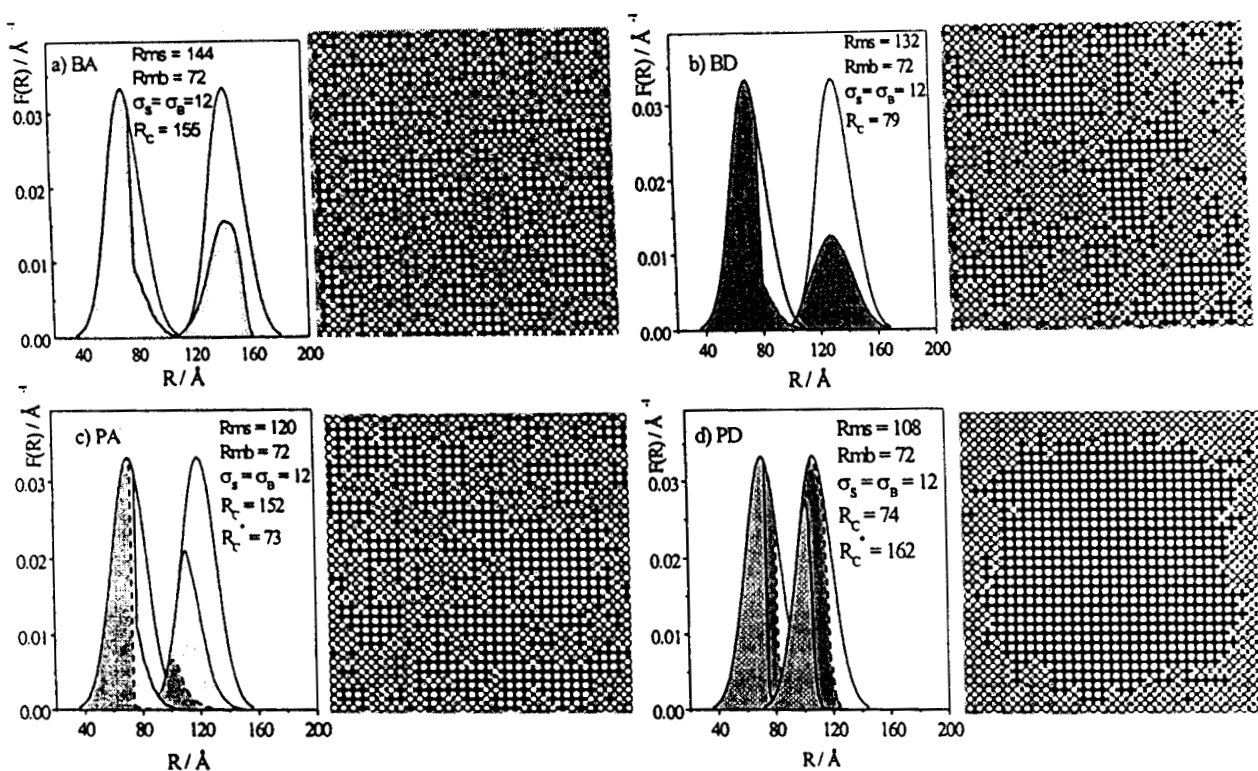 F(R) / Å⁻¹
a) BA
Rms = 144
Rmb = 72
σS = σB = 12
RC = 155
0.03
0.02
0.01
0.00
40 80 120 160 200
R / Å
F(R) / Å⁻¹
b) BD
Rms = 132
Rmb = 72
σS = σB = 12
RC = 79
0.03
0.02
0.01
0.00
40 80 120 160 200
R / Å
F(R) / Å⁻¹
c) PA
Rms = 120
Rmb = 72
σS = σB = 12
RC = 152
RC* = 73
0.03
0.02
0.01
0.00
40 80 120 160 200
R / Å
F(R) / Å⁻¹
d) PD
Rms = 108
Rmb = 72
σS = σB = 12
RC = 74
RC* = 162
0.03
0.02
0.01
0.00
40 80 120 160 200
R / Å